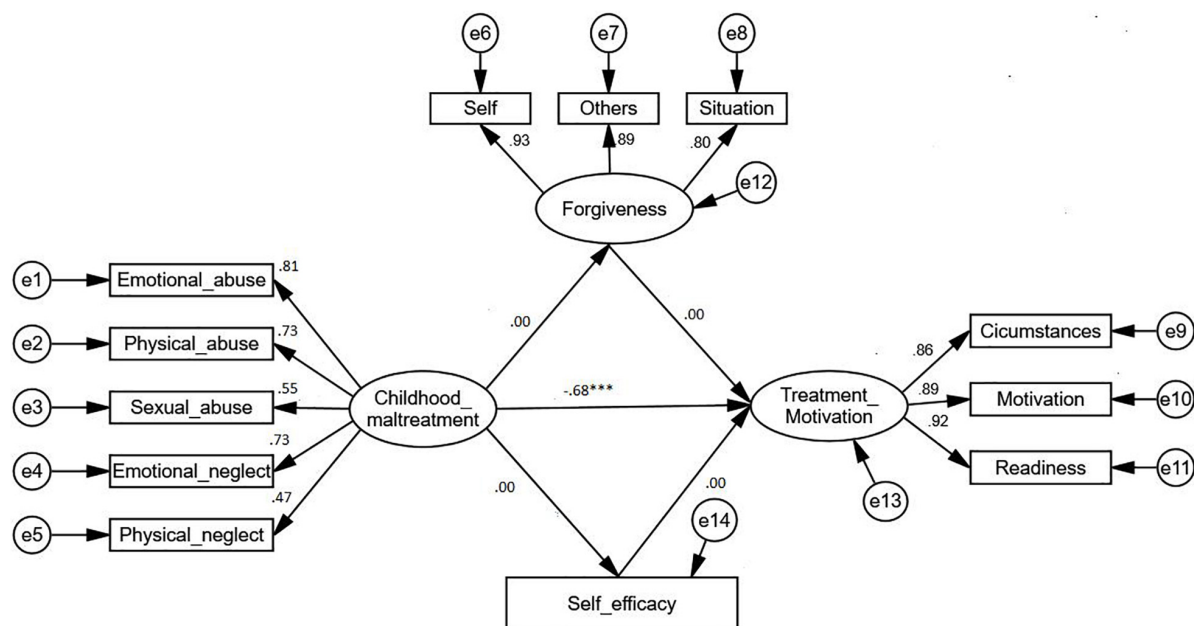 e6
e7
e8
Self
Others
Situation
.93
.89
.80
e12
Forgiveness
e1
Emotional_abuse
.81
e2
Physical_abuse
.73
e3
Sexual_abuse
.55
e4
Emotional_neglect
.73
e5
Physical_neglect
.47
Childhood_
maltreatment
.00
.00
-.68***
.00
.00
Treatment_
Motivation
.86
.89
.92
Cicumstances
e9
Motivation
e10
Readiness
e11
e13
e14
Self_efficacy